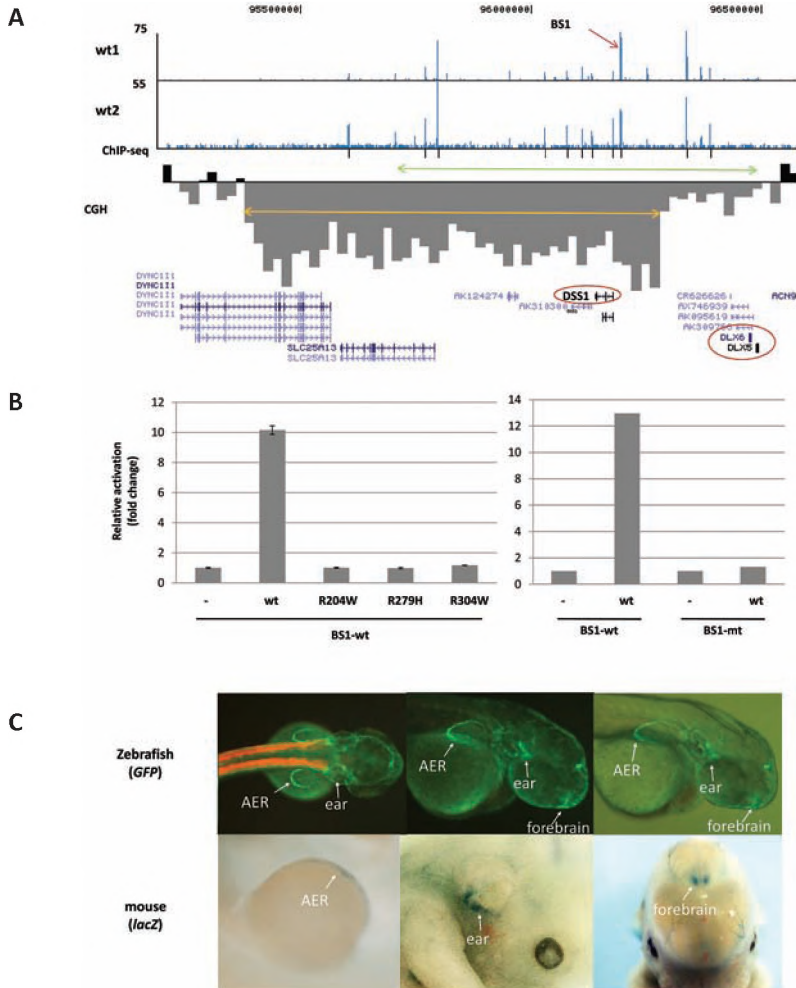 A
95500000|
96000000|
96500000|
75
BS1
wt1
55
wt2
ChIP-seq
CGH
DYNC1I1
DYNC1I1
DYNC1I1
DYNC1I1
DYNC1I1
AK124274
DSS1
AK310300
CR626626
ACN9
AX746939
AK095619
AK309766
DLX6
DLX5
SLC25A13
SLC25A13
B
Relative activation
(fold change)
12
10
8
6
4
2
0
-
wt
R204W
R279H
R304W
BS1-wt
14
12
10
8
6
4
2
0
-
wt
-
wt
BS1-wt
BS1-mt
C
Zebrafish
(GFP)
AER
ear
AER
ear
forebrain
AER
ear
forebrain
mouse
(lacZ)
AER
ear
forebrain